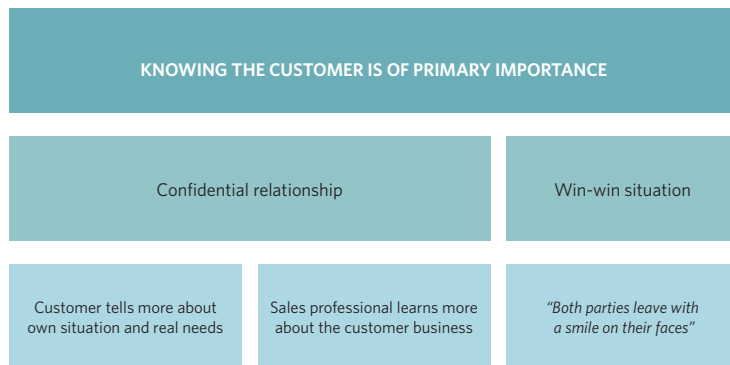 KNOWING THE CUSTOMER IS OF PRIMARY IMPORTANCE
Confidential relationship
Win-win situation
Customer tells more about
own situation and real needs
Sales professional learns more
about the customer business
“Both parties leave with
a smile on their faces”